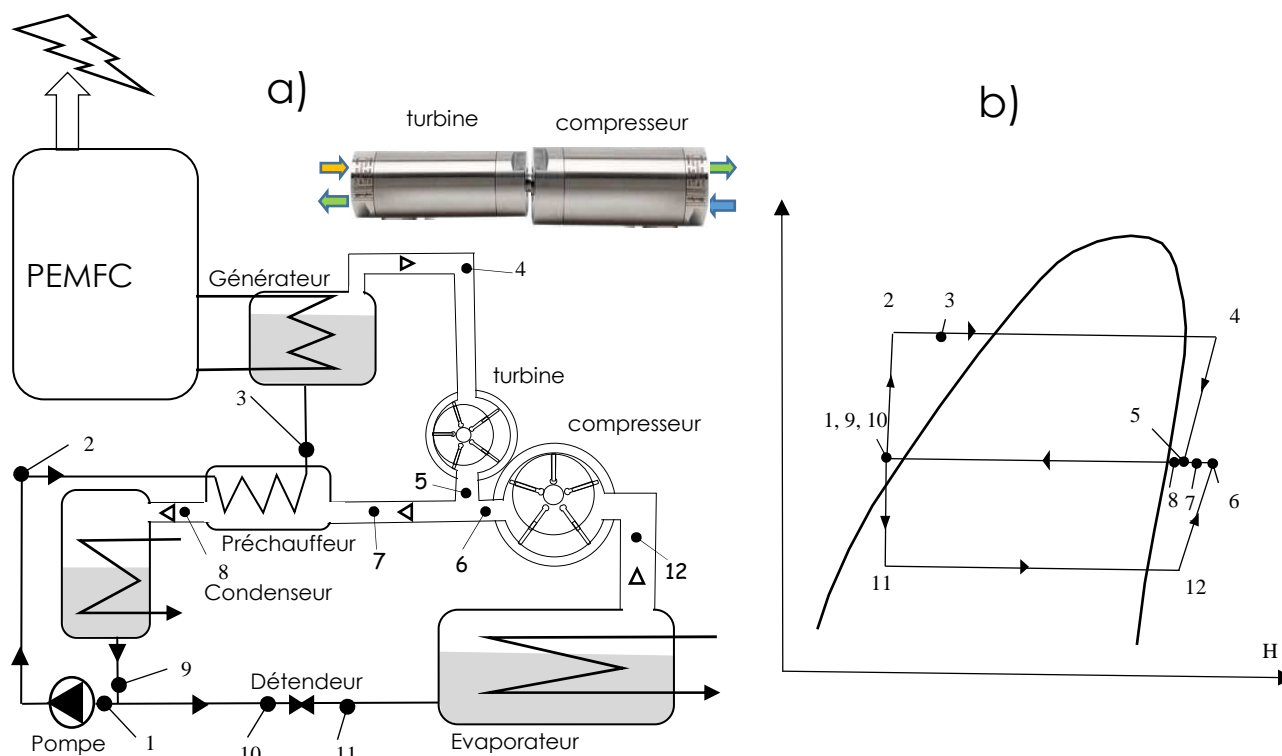 a)
b)
turbine
compresseur
PEMFC
Générateur
4
2
3
4
turbine
compresseur
3
2
1, 9, 10
5
5
8
7
6
Préchauffeur
7
6
12
8
Condenseur
11
12
H
9
Détendeur
Pompe
1
10
11
Evaporateur